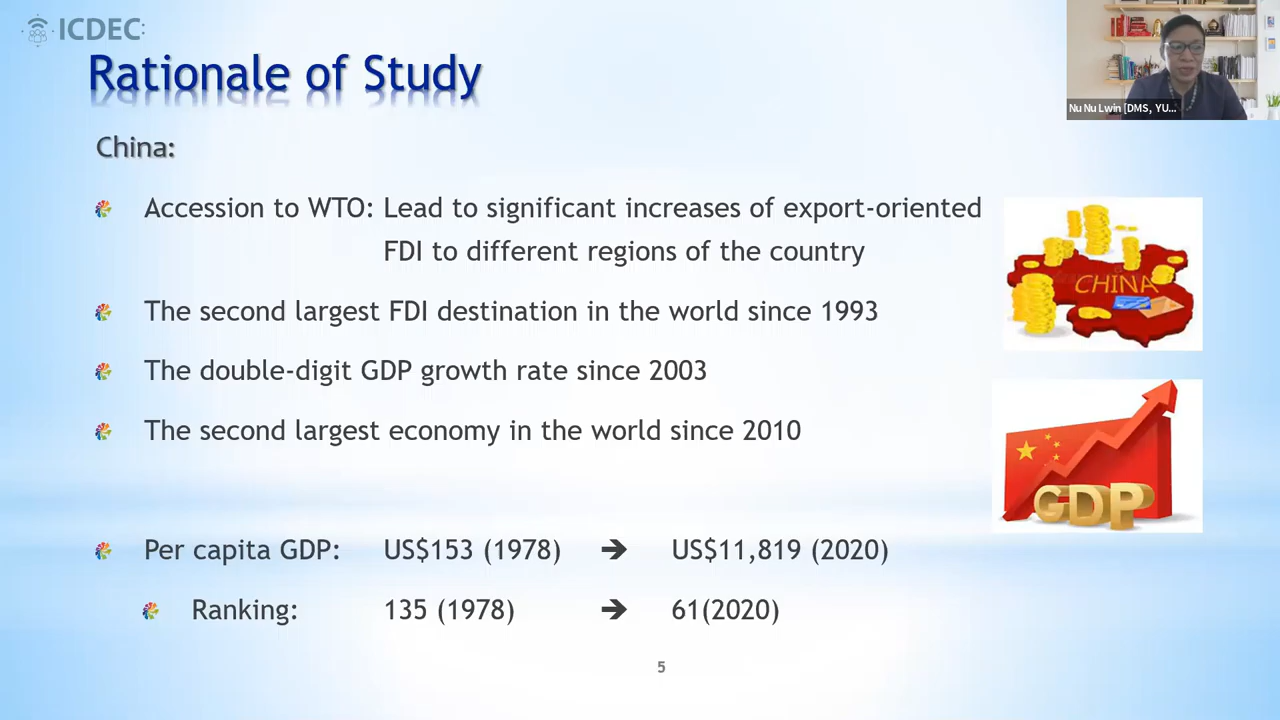 ICDEC:
Rationale of Study
Nu Nu Lwin [DMS, YU...
China:
Accession to WTO: Lead to significant increases of export-oriented
FDI to different regions of the country
The second largest FDI destination in the world since 1993
The double-digit GDP growth rate since 2003
The second largest economy in the world since 2010
CHINA
GDP
Per capita GDP: US$153 (1978) ➔ US$11,819 (2020)
Ranking: 135 (1978) ➔ 61(2020)
5